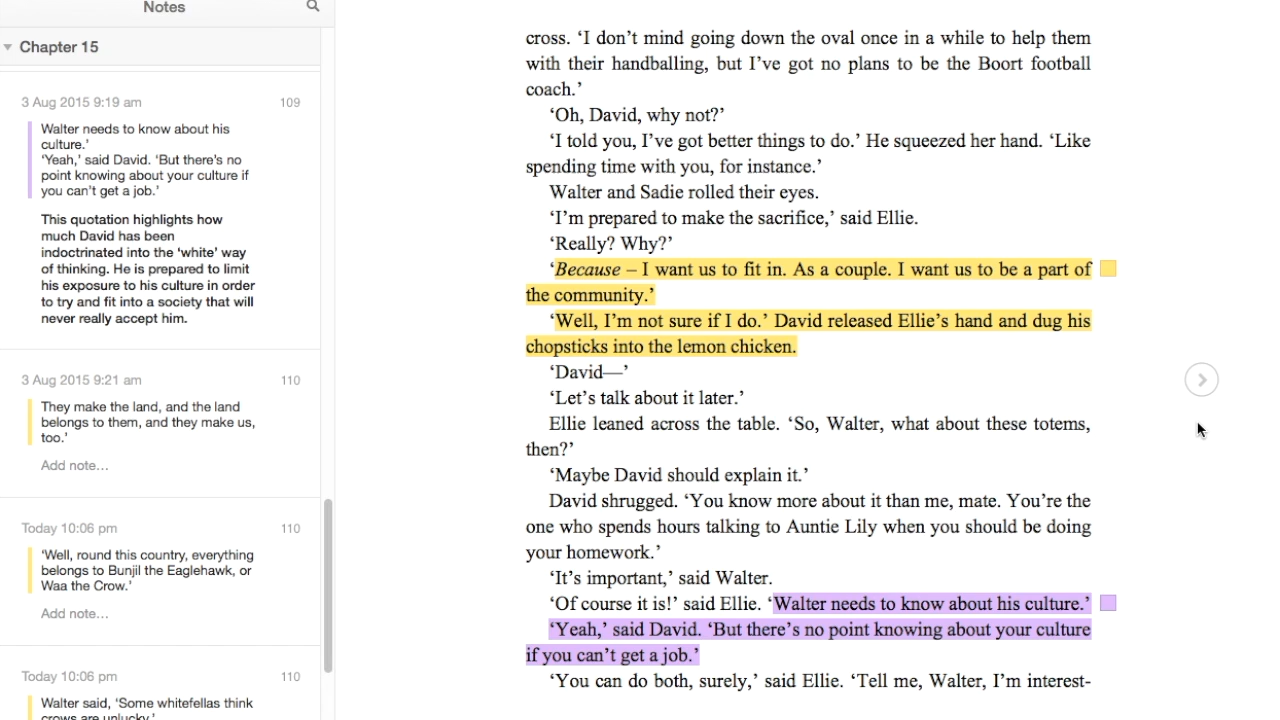 Notes
Chapter 15
3 Aug 2015 9:19 am 109
Walter needs to know about his
culture.’
‘Yeah,’ said David. ‘But there’s no
point knowing about your culture if
you can’t get a job.’
This quotation highlights how
much David has been
indoctrinated into the ‘white’ way
of thinking. He is prepared to limit
his exposure to his culture in order
to try and fit into a society that will
never really accept him.
3 Aug 2015 9:21 am 110
They make the land, and the land
belongs to them, and they make us,
too.’
Add note...
Today 10:06 pm 110
‘Well, round this country, everything
belongs to Bunjil the Eaglehawk, or
Waa the Crow.’
Add note...
Today 10:06 pm 110
Walter said, ‘Some whitefellas think
crows are unlucky.’
cross. ‘I don’t mind going down the oval once in a while to help them
with their handballing, but I’ve got no plans to be the Boort football
coach.’
‘Oh, David, why not?’
‘I told you, I’ve got better things to do.’ He squeezed her hand. ‘Like
spending time with you, for instance.’
Walter and Sadie rolled their eyes.
‘I’m prepared to make the sacrifice,’ said Ellie.
‘Really? Why?’
‘Because – I want us to fit in. As a couple. I want us to be a part of
the community.’
‘Well, I’m not sure if I do.’ David released Ellie’s hand and dug his
chopsticks into the lemon chicken.
‘David—’
‘Let’s talk about it later.’
Ellie leaned across the table. ‘So, Walter, what about these totems,
then?’
‘Maybe David should explain it.’
David shrugged. ‘You know more about it than me, mate. You’re the
one who spends hours talking to Auntie Lily when you should be doing
your homework.’
‘It’s important,’ said Walter.
‘Of course it is!’ said Ellie. ‘Walter needs to know about his culture.’
‘Yeah,’ said David. ‘But there’s no point knowing about your culture
if you can’t get a job.’
‘You can do both, surely,’ said Ellie. ‘Tell me, Walter, I’m interest-